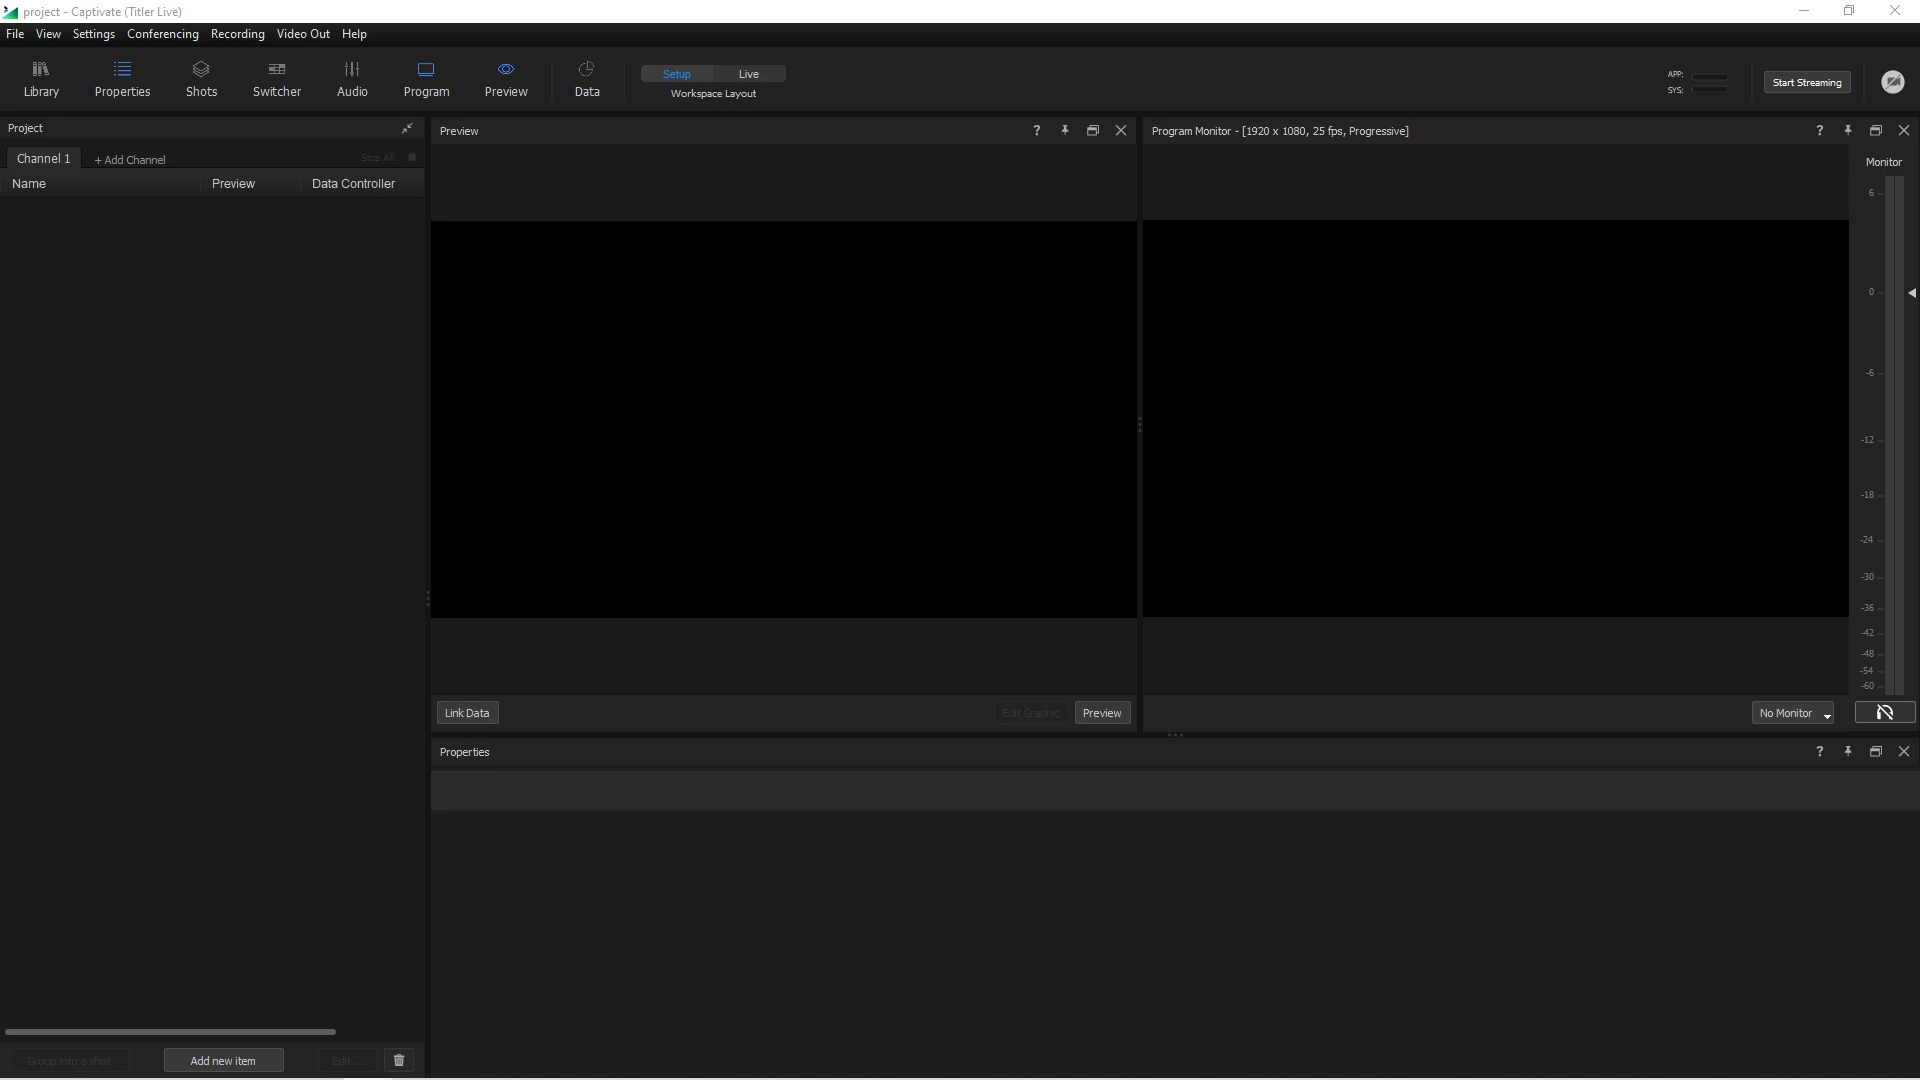 project - Captivate (Titler Live)
File View Settings Conferencing Recording Video Out Help
Library Properties Shots Switcher Audio Program Preview Data
Setup Live
Workspace Layout
APP:
SYS:
Start Streaming
Project
Channel 1 + Add Channel Stop All
Name Preview Data Controller
Group into a shot Add new item Edit...
Preview ?
Link Data Edit Graphic Preview
Program Monitor - [1920 x 1080, 25 fps, Progressive] ?
Monitor
6
0
-6
-12
-18
-24
-30
-36
-42
-48
-54
-60
No Monitor
Properties ?